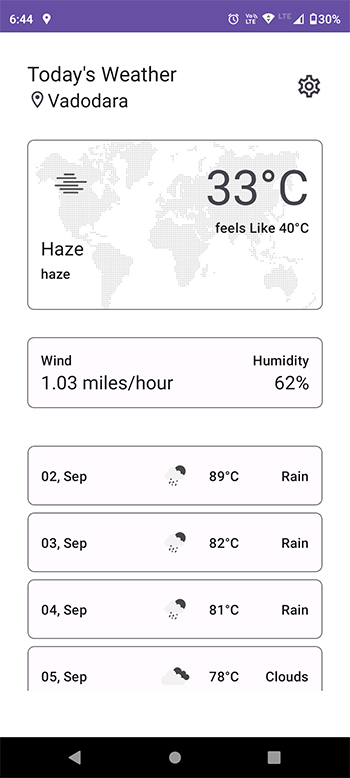 6:44 Vo) LTE LTE 30%
Today's Weather
Vadodara
33°C
feels Like 40°C
Haze
haze
Wind Humidity
1.03 miles/hour 62%
02, Sep 89°C Rain
03, Sep 82°C Rain
04, Sep 81°C Rain
05, Sep 78°C Clouds